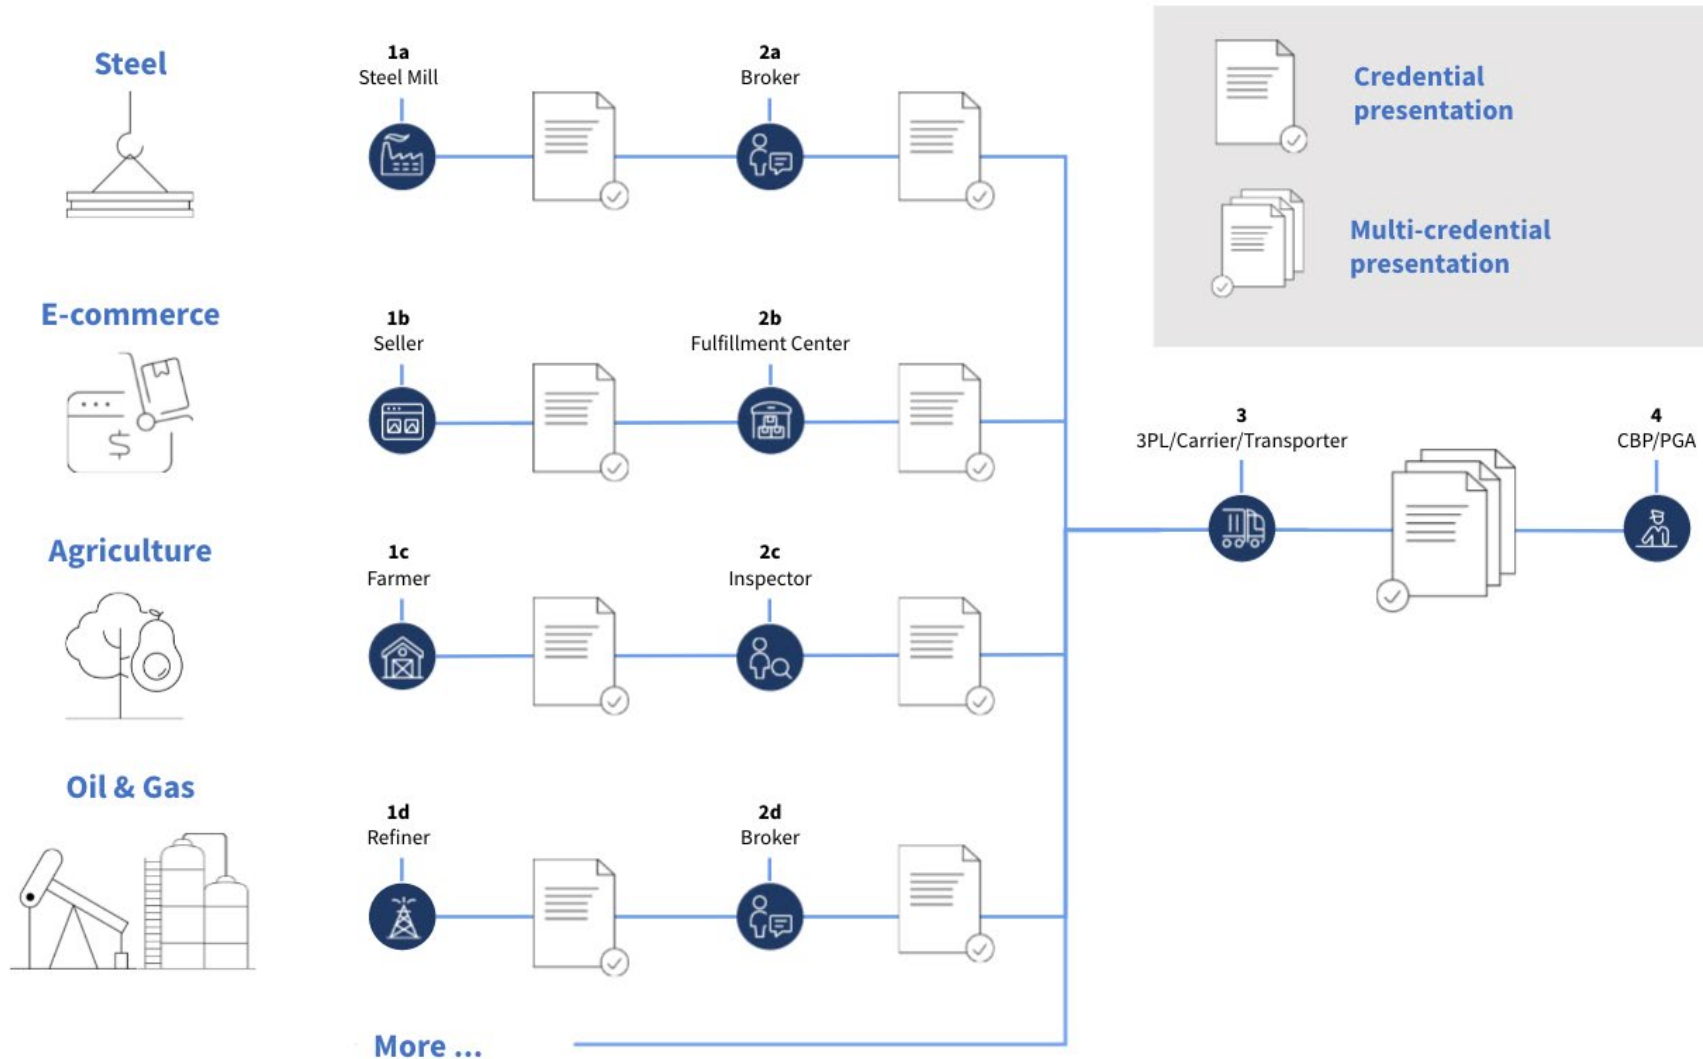 Steel
1a
Steel Mill
2a
Broker
Credential
presentation
Multi-credential
presentation
E-commerce
1b
Seller
2b
Fulfillment Center
3
3PL/Carrier/Transporter
4
CBP/PGA
Agriculture
1c
Farmer
2c
Inspector
Oil & Gas
1d
Refiner
2d
Broker
More ...